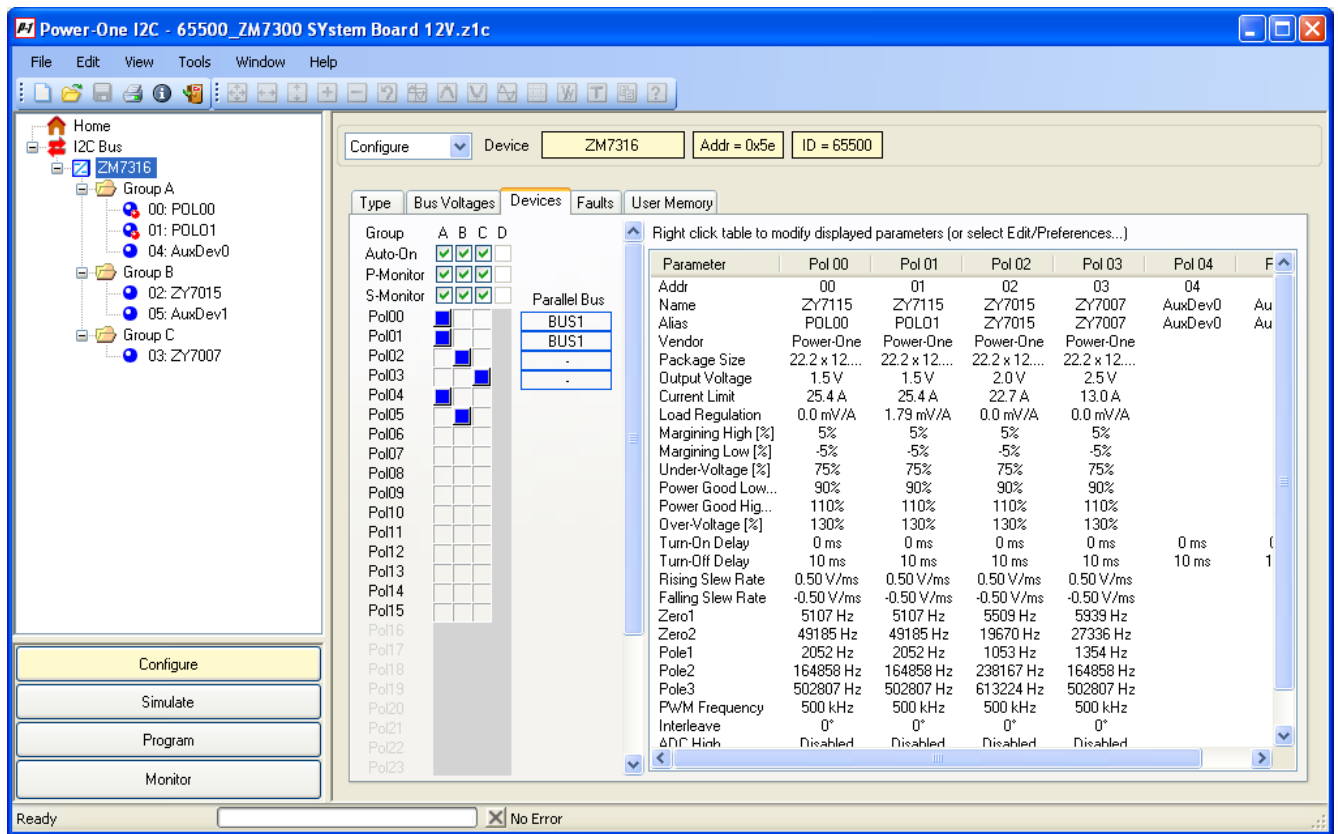 Power-One I2C - 65500_ZM7300 SYstem Board 12V.z1c
File Edit View Tools Window Help
Home
I2C Bus
ZM7316
Group A
00: POL00
01: POL01
04: AuxDev0
Group B
02: ZY7015
05: AuxDev1
Group C
03: ZY7007
Configure
Simulate
Program
Monitor
Configure Device ZM7316 Addr = 0x5e ID = 65500
Type Bus Voltages Devices Faults User Memory
Group A B C D
Auto-On
P-Monitor
S-Monitor Parallel Bus
Pol00 BUS1
Pol01 BUS1
Pol02 -
Pol03 -
Pol04
Pol05
Pol06
Pol07
Pol08
Pol09
Pol10
Pol11
Pol12
Pol13
Pol14
Pol15
Pol16
Pol17
Pol18
Pol19
Pol20
Pol21
Pol22
Pol23
Right click table to modify displayed parameters (or select Edit/Preferences...)
Parameter Pol 00 Pol 01 Pol 02 Pol 03 Pol 04
Addr 00 01 02 03 04
Name ZY7115 ZY7115 ZY7015 ZY7007 AuxDev0 Au
Alias POL00 POL01 ZY7015 ZY7007 AuxDev0 Au
Vendor Power-One Power-One Power-One Power-One
Package Size 22.2 x 12.... 22.2 x 12.... 22.2 x 12.... 22.2 x 12....
Output Voltage 1.5 V 1.5 V 2.0 V 2.5 V
Current Limit 25.4 A 25.4 A 22.7 A 13.0 A
Load Regulation 0.0 mV/A 1.79 mV/A 0.0 mV/A 0.0 mV/A
Margining High [%] 5% 5% 5% 5%
Margining Low [%] -5% -5% -5% -5%
Under-Voltage [%] 75% 75% 75% 75%
Power Good Low... 90% 90% 90% 90%
Power Good Hig... 110% 110% 110% 110%
Over-Voltage [%] 130% 130% 130% 130%
Turn-On Delay 0 ms 0 ms 0 ms 0 ms 0 ms
Turn-Off Delay 10 ms 10 ms 10 ms 10 ms 10 ms 1
Rising Slew Rate 0.50 V/ms 0.50 V/ms 0.50 V/ms 0.50 V/ms
Falling Slew Rate -0.50 V/ms -0.50 V/ms -0.50 V/ms -0.50 V/ms
Zero1 5107 Hz 5107 Hz 5509 Hz 5939 Hz
Zero2 49185 Hz 49185 Hz 19670 Hz 27336 Hz
Pole1 2052 Hz 2052 Hz 1053 Hz 1354 Hz
Pole2 164858 Hz 164858 Hz 238167 Hz 164858 Hz
Pole3 502807 Hz 502807 Hz 613224 Hz 502807 Hz
PWM Frequency 500 kHz 500 kHz 500 kHz 500 kHz
Interleave 0° 0° 0° 0°
ADC High Disabled Disabled Disabled Disabled
Ready No Error